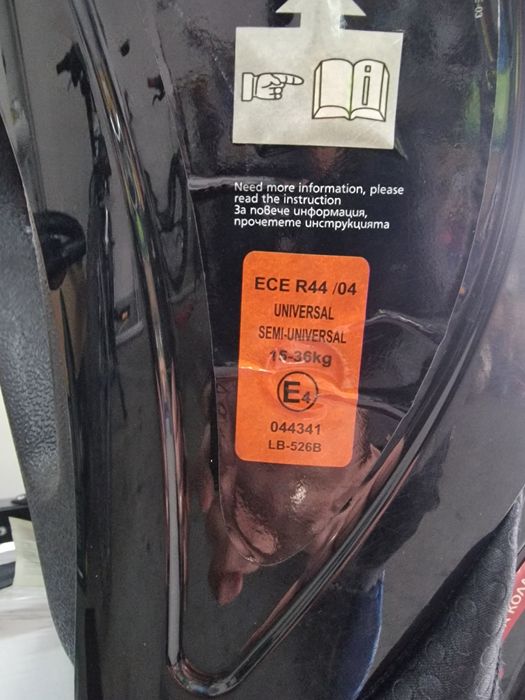 i
Need more information, please
read the instruction
За повече информация,
прочетете инструкцията
ECE R44 /04
UNIVERSAL
SEMI-UNIVERSAL
15-36kg
E4
044341
LB-526B
КОЛА